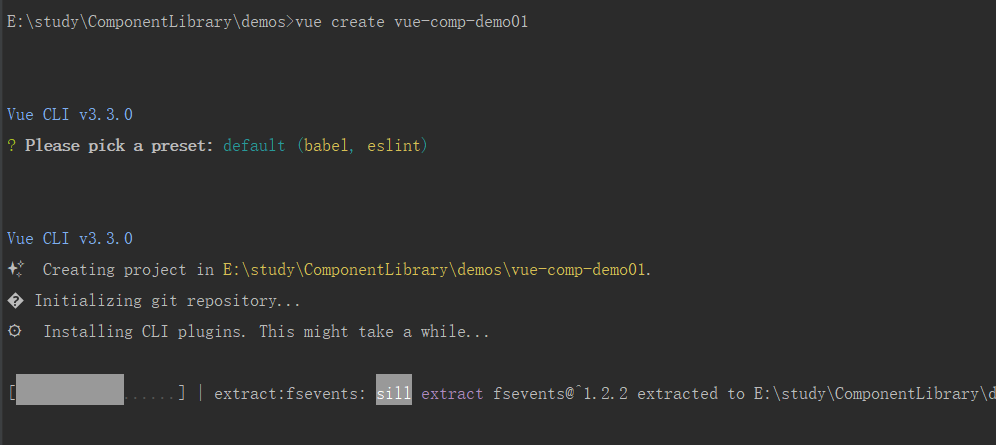 E:\study\ComponentLibrary\demos>vue create vue-comp-demo01
Vue CLI v3.3.0
? Please pick a preset: default (babel, eslint)
Vue CLI v3.3.0
✨ Creating project in E:\study\ComponentLibrary\demos\vue-comp-demo01.
� Initializing git repository...
⚙ Installing CLI plugins. This might take a while...
[ ......] | extract:fsevents: sill extract fsevents@^1.2.2 extracted to E:\study\ComponentLibrary\d